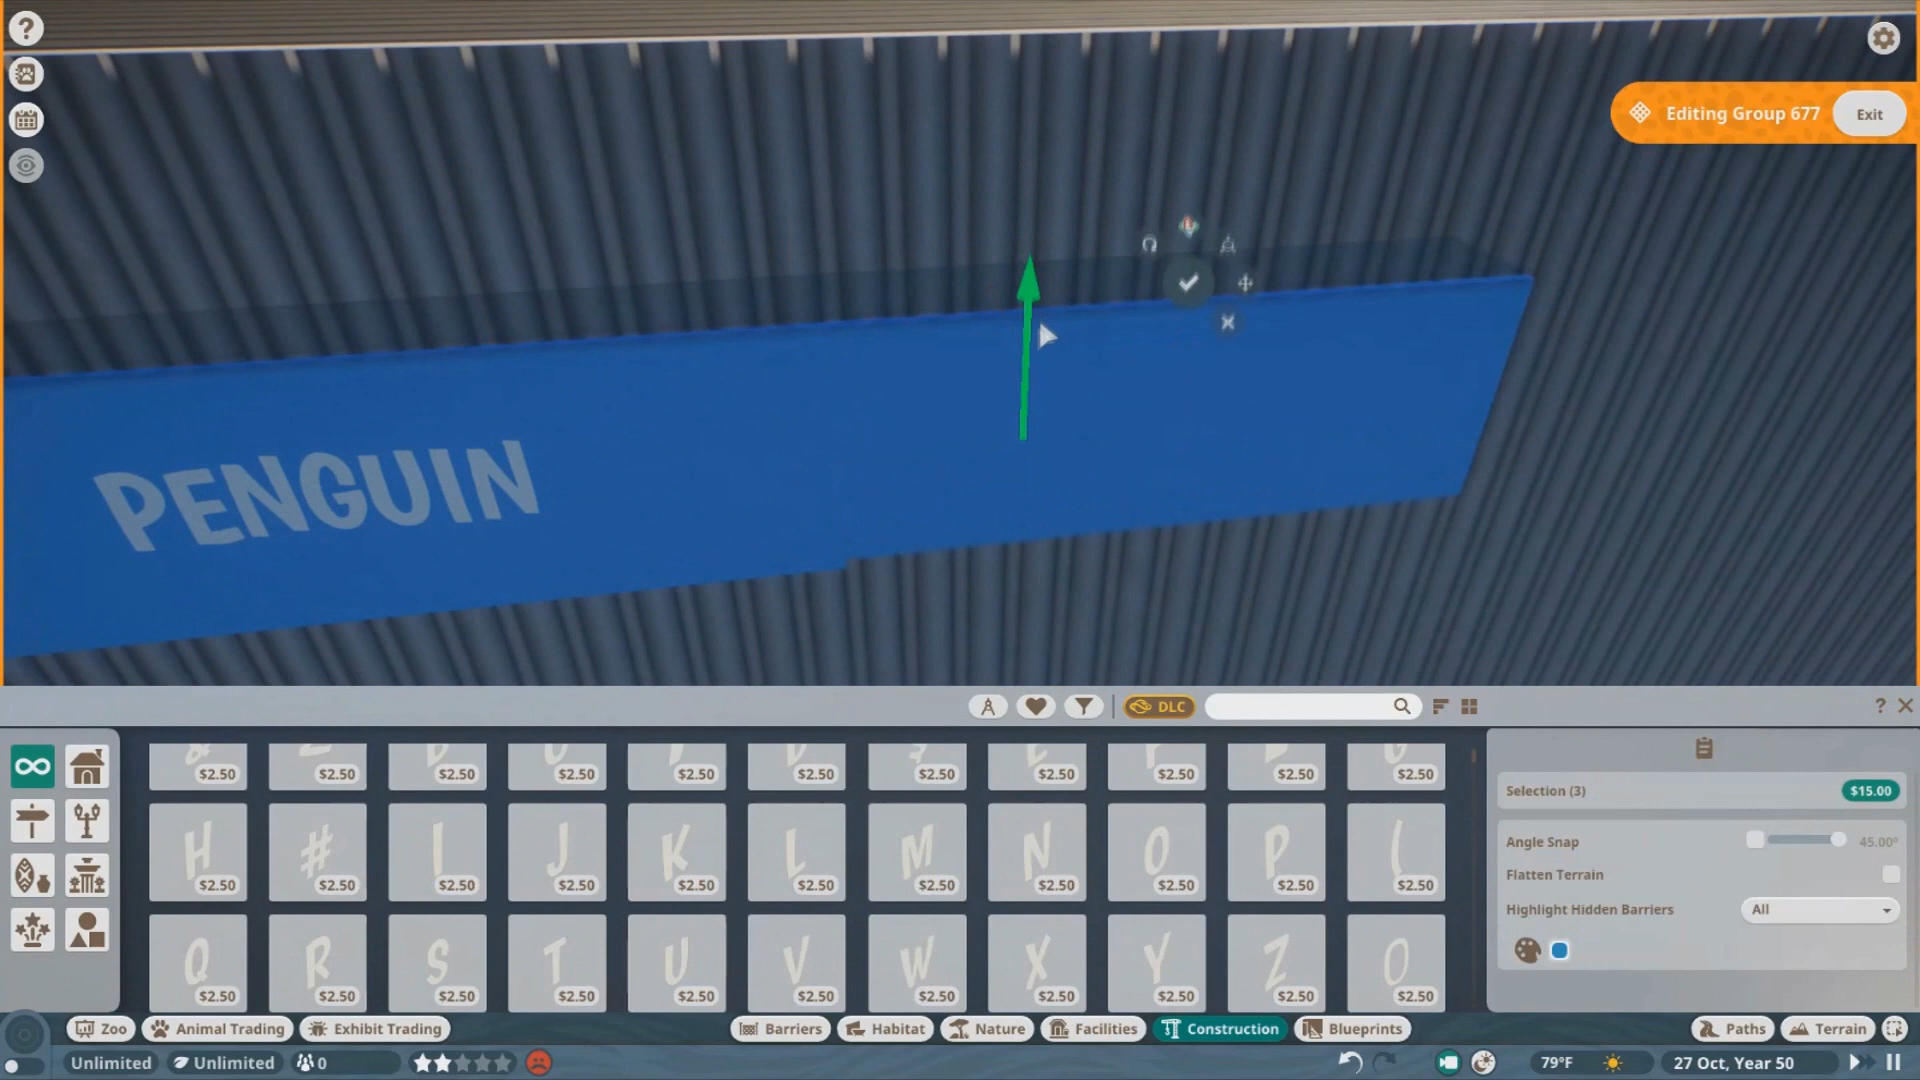 ?
Editing Group 677
Exit
PENGUIN
DLC
?
$2.50 $2.50 $2.50 $2.50 $2.50 $2.50 $2.50 $2.50 $2.50 $2.50 $2.50
H # I J K L M N O P (
$2.50 $2.50 $2.50 $2.50 $2.50 $2.50 $2.50 $2.50 $2.50 $2.50 $2.50
Q R S T U V W X Y Z O
$2.50 $2.50 $2.50 $2.50 $2.50 $2.50 $2.50 $2.50 $2.50 $2.50 $2.50
Selection (3)
$15.00
Angle Snap
45.00°
Flatten Terrain
Highlight Hidden Barriers
All
Zoo
Animal Trading
Exhibit Trading
Barriers
Habitat
Nature
Facilities
Construction
Blueprints
Paths
Terrain
Unlimited
Unlimited
0
79°F
27 Oct, Year 50